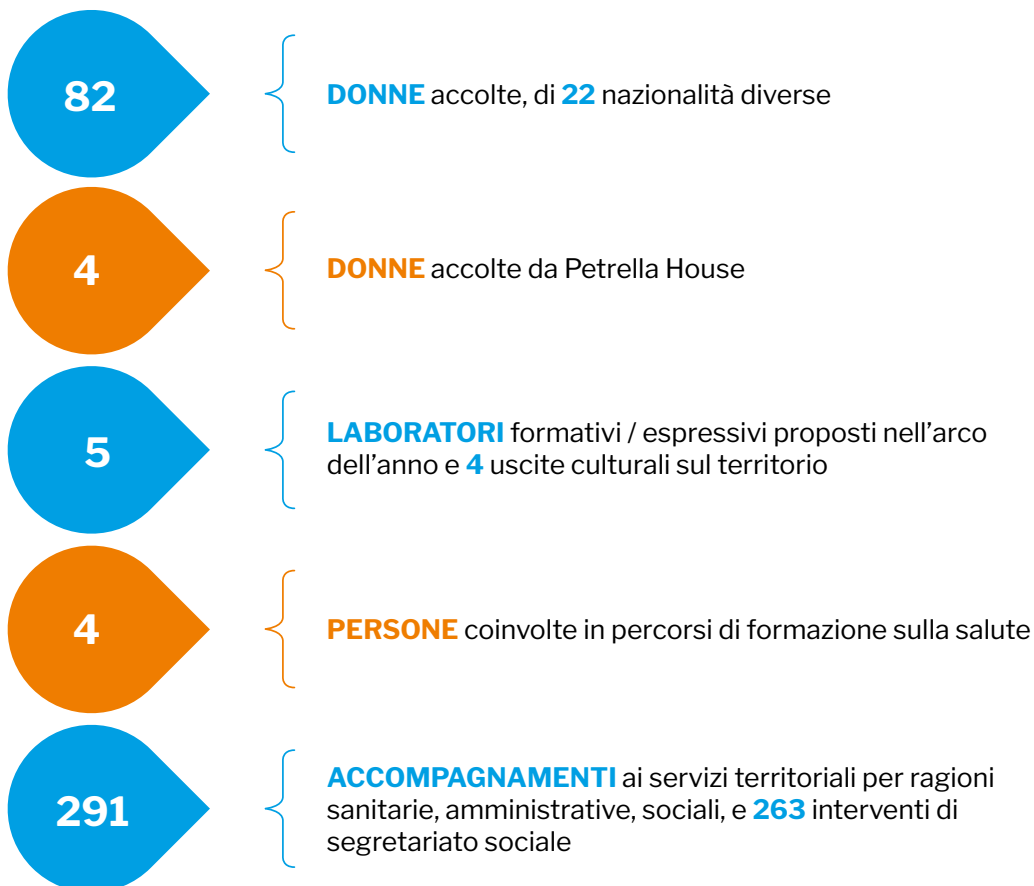 82
DONNE accolte, di 22 nazionalità diverse
4
DONNE accolte da Petrella House
5
LABORATORI formativi / espressivi proposti nell’arco
dell’anno e 4 uscite culturali sul territorio
4
PERSONE coinvolte in percorsi di formazione sulla salute
291
ACCOMPAGNAMENTI ai servizi territoriali per ragioni
sanitarie, amministrative, sociali, e 263 interventi di
segretariato sociale